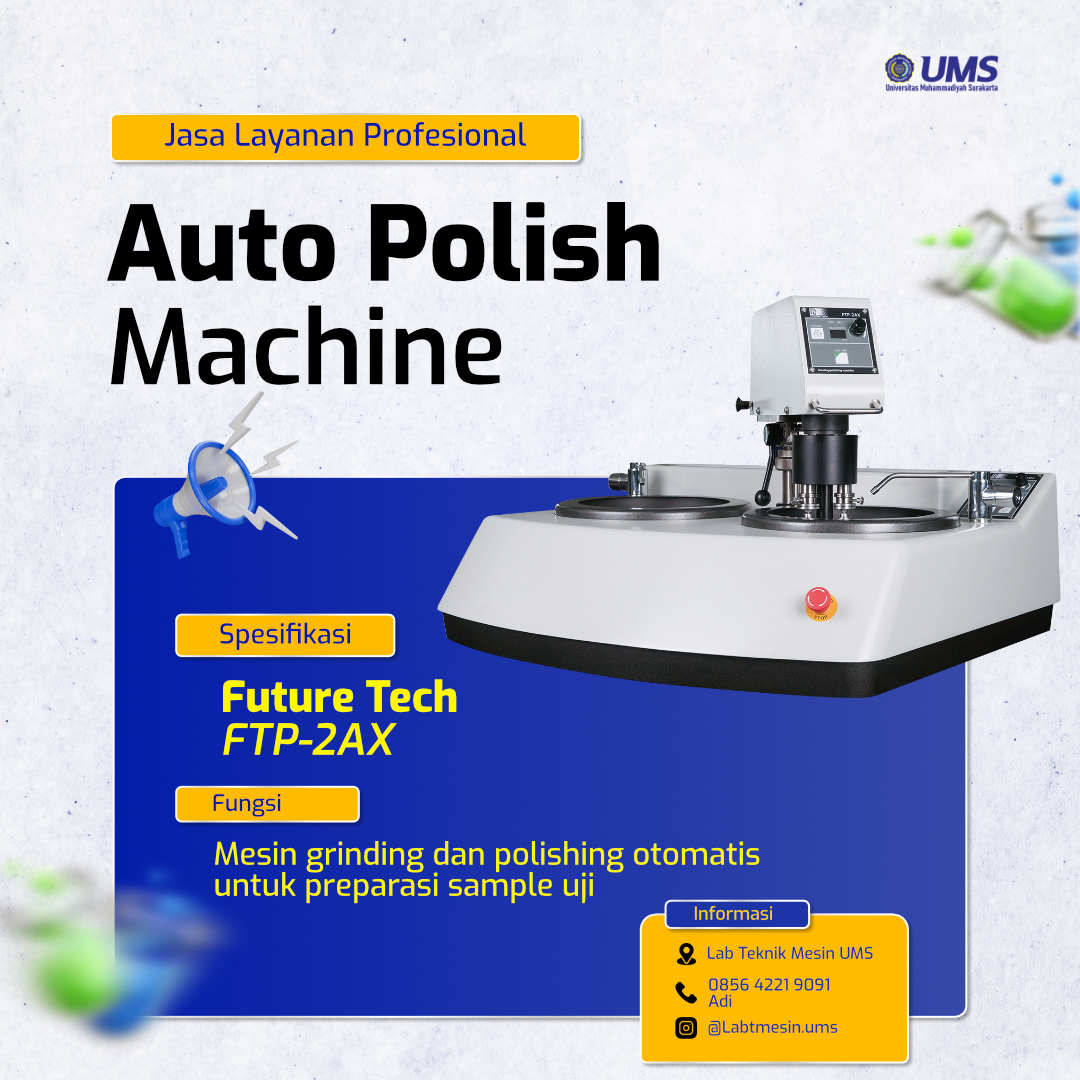 UMS
Universitas Muhammadiyah Surakarta
Jasa Layanan Profesional
Auto Polish
Machine
FTP-2AX
Spesifikasi
Future Tech
FTP-2AX
STOP
Fungsi
Mesin grinding dan polishing otomatis
untuk preparasi sample uji
Informasi
Lab Teknik Mesin UMS
0856 4221 9091
Adi
@Labtmesin.ums